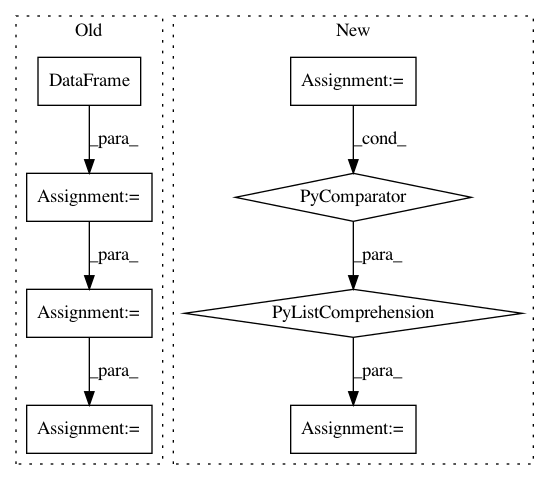 Old
DataFrame
_para_
Assignment:=
_para_
Assignment:=
_para_
Assignment:=
New
Assignment:=
_cond_
PyComparator
_para_
PyListComprehension
_para_
Assignment:=